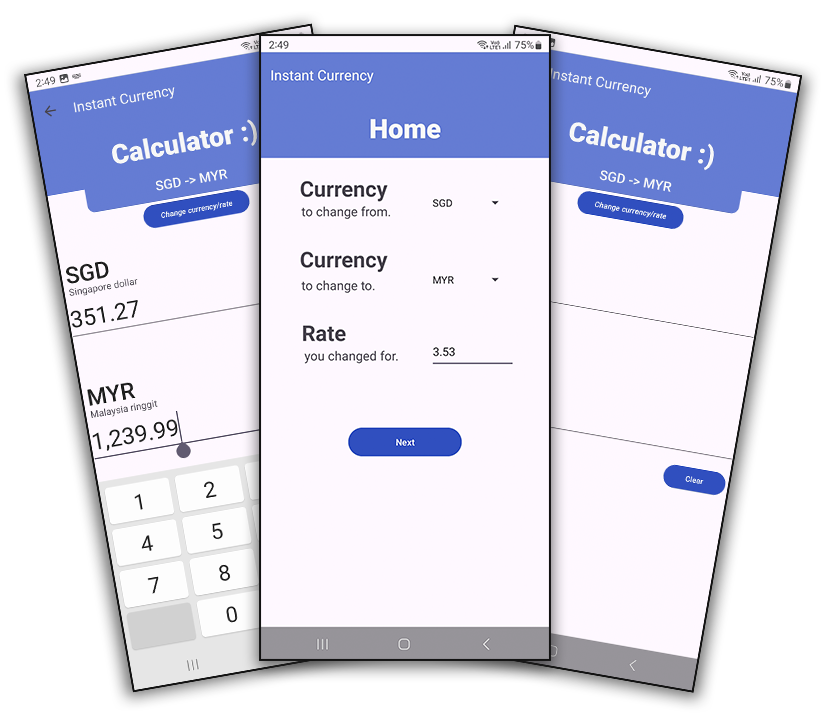 2:49
Instant Currency
Calculator :)
SGD -> MYR
Change currency/rate
SGD
Singapore dollar
351.27
MYR
Malaysia ringgit
1,239.99
1 2
4 5
7 8
0
2:49 75%
Instant Currency
Home
Currency
to change from.
SGD
Currency
to change to.
MYR
Rate
you changed for.
3.53
Next
75%
Instant Currency
Calculator :)
SGD -> MYR
Change currency/rate
Clear